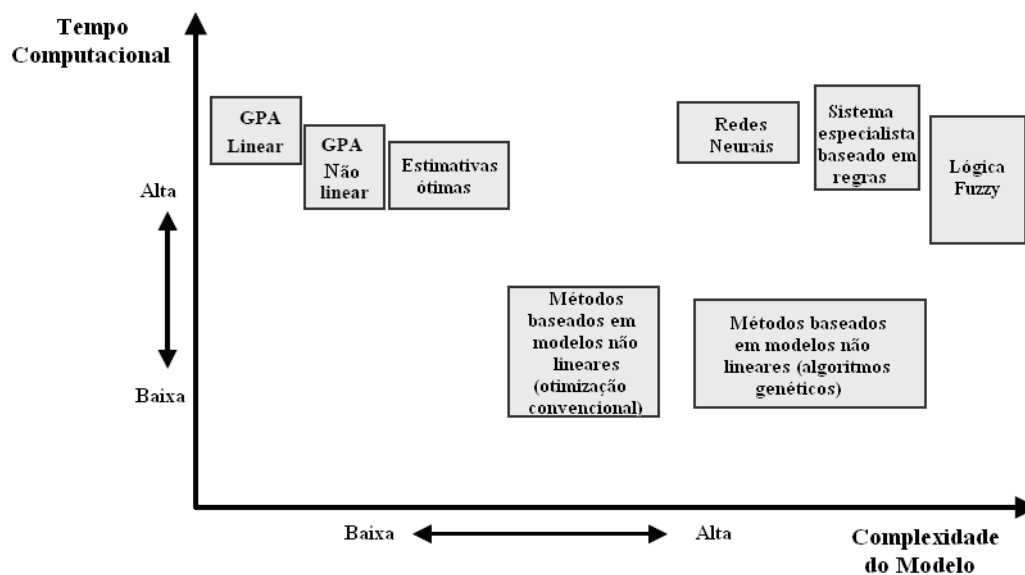 Tempo
Computacional
GPA
Linear
GPA
Não
linear
Estimativas
ótimas
Redes
Neurais
Sistema
especialista
baseado em
regras
Lógica
Fuzzy
Alta
Baixa
Métodos
baseados em
modelos não
lineares
(otimização
convencional)
Métodos baseados
em modelos não
lineares (algoritmos
genéticos)
Baixa
Alta
Complexidade
do Modelo